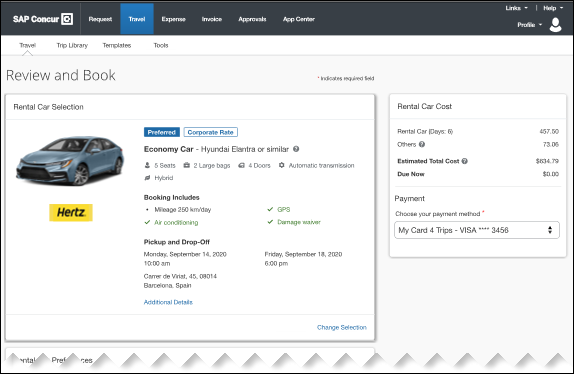 Links
Help
SAP Concur
Request
Travel
Expense
Invoice
Approvals
App Center
Profile
Travel
Trip Library
Templates
Tools
Review and Book
* Indicates required field
Rental Car Selection
Preferred
Corporate Rate
Economy Car - Hyundai Elantra or similar
5 Seats
2 Large bags
4 Doors
Automatic transmission
Hybrid
Hertz
Booking Includes
• Mileage 250 km/day
GPS
Air conditioning
Damage waiver
Pickup and Drop-Off
Monday, September 14, 2020
10:00 am
Friday, September 18, 2020
6:00 pm
Carrer de Viriat, 45, 08014
Barcelona, Spain
Additional Details
Change Selection
Rental Car Cost
Rental Car (Days: 6) 457.50
Others 73.06
Estimated Total Cost $634.79
Due Now $0.00
Payment
Choose your payment method *
My Card 4 Trips - VISA **** 3456